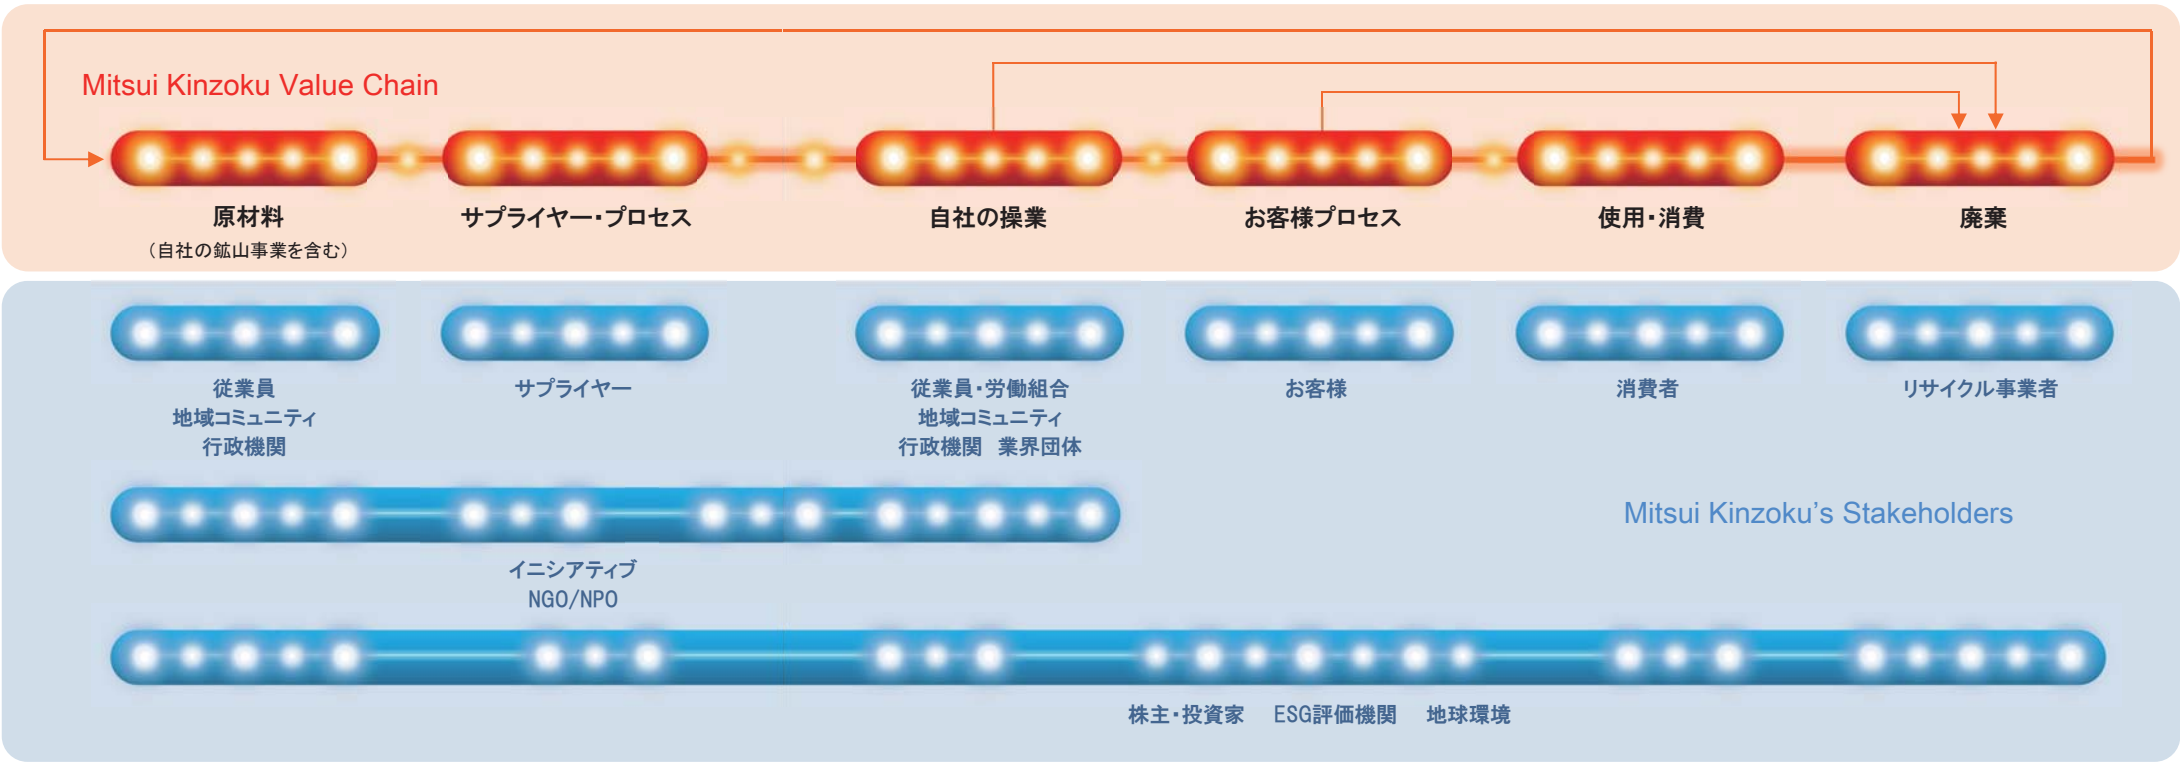 Mitsui Kinzoku Value Chain
原材料
（自社の鉱山事業を含む）
サプライヤー・プロセス
自社の操業
お客様プロセス
使用・消費
廃棄
従業員
地域コミュニティ
行政機関
サプライヤー
従業員・労働組合
地域コミュニティ
行政機関　業界団体
お客様
消費者
リサイクル事業者
イニシアティブ
NGO/NPO
Mitsui Kinzoku’s Stakeholders
株主・投資家　ESG評価機関　地球環境